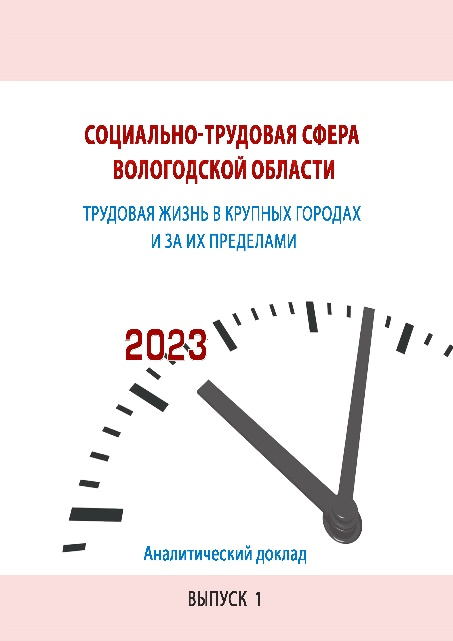 СОЦИАЛЬНО-ТРУДОВАЯ СФЕРА
ВОЛОГОДСКОЙ ОБЛАСТИ
ТРУДОВАЯ ЖИЗНЬ В КРУПНЫХ ГОРОДАХ
И ЗА ИХ ПРЕДЕЛАМИ
2023
Аналитический доклад
ВЫПУСК 1